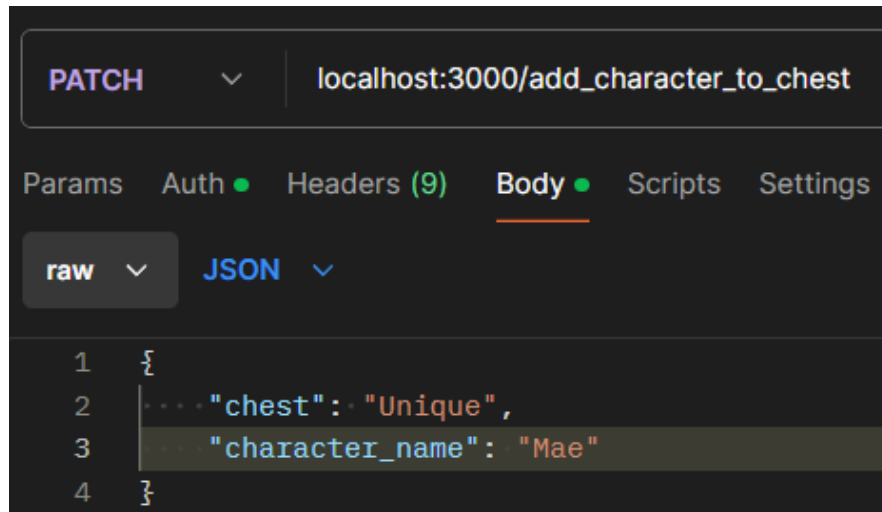 PATCH localhost:3000/add_character_to_chest
Params Auth Headers (9) Body Scripts Settings
raw JSON
1 {
2 "chest": "Unique",
3 "character_name": "Mae"
4 }